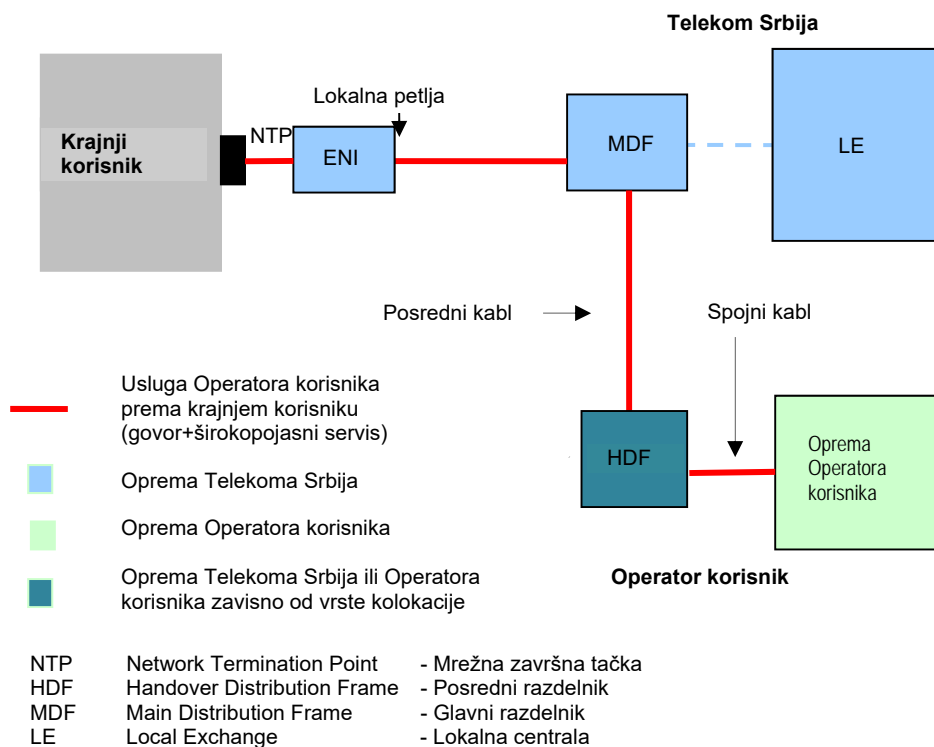 Telekom Srbija
Lokalna petlja
Krajnji
korisnik
NTP
ENI
MDF
LE
Posredni kabl
Spojni kabl
Usluga Operatora korisnika
prema krajnjem korisniku
(govor+širokopojasni servis)
HDF
Oprema
Operatora
korisnika
Oprema Telekoma Srbija
Oprema Operatora korisnika
Operator korisnik
Oprema Telekoma Srbija ili Operatora
korisnika zavisno od vrste kolokacije
NTP Network Termination Point - Mrežna završna tačka
HDF Handover Distribution Frame - Posredni razdelnik
MDF Main Distribution Frame - Glavni razdelnik
LE Local Exchange - Lokalna centrala